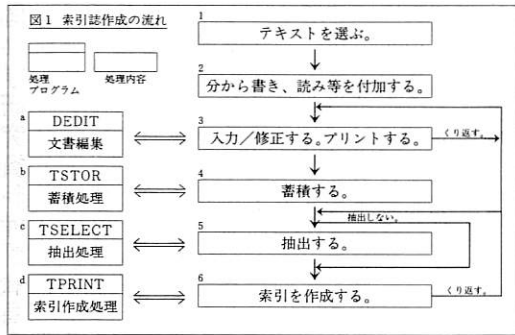 図1 索引誌作成の流れ
処理
プログラム
処理内容
1
テキストを選ぶ。
2
分から書き、読み等を付加する。
a
DEDIT
文書編集
3
入力/修正する。プリントする。
くり返す。
b
TSTOR
蓄積処理
4
蓄積する。
抽出しない。
c
TSELECT
抽出処理
5
抽出する。
d
TPRINT
索引作成処理
6
索引を作成する。
くり返す。